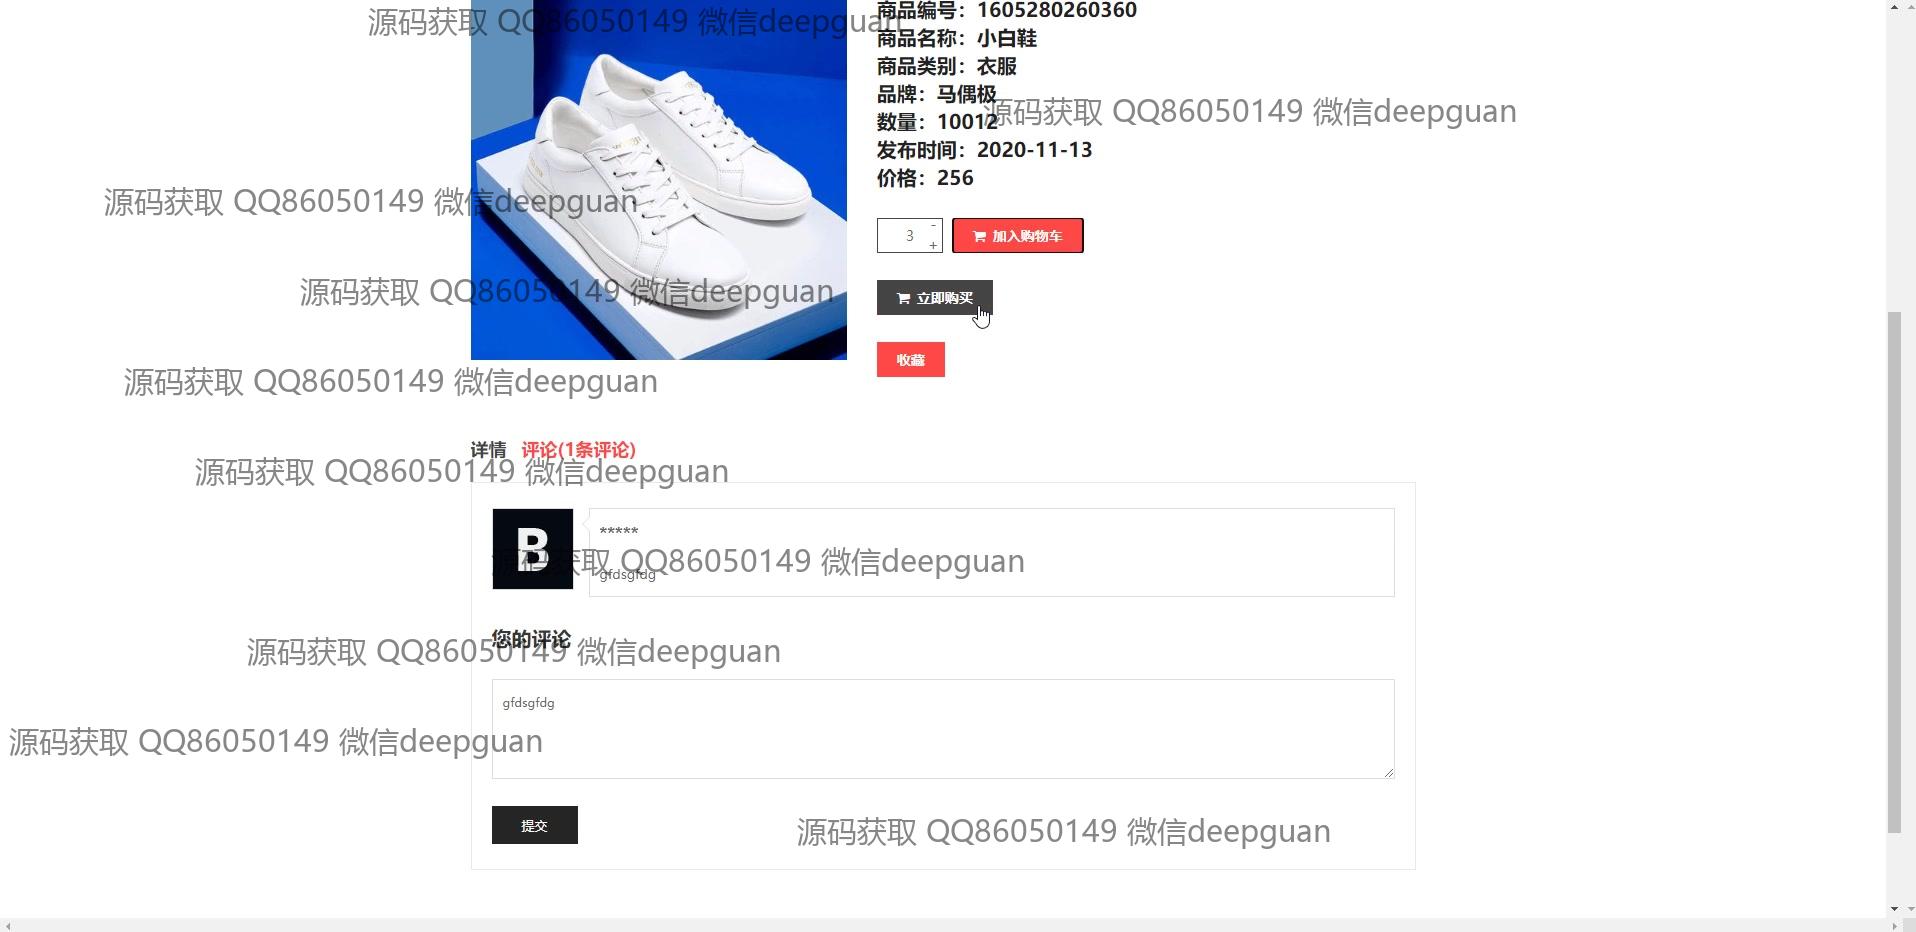 源码获取 QQ86050149 微信deepguan
商品编号：1605280260360
商品名称：小白鞋
商品类别：衣服
品牌：马偶极
源码获取 QQ86050149 微信deepguan
数量：10012
发布时间：2020-11-13
价格：256
源码获取 QQ86050149 微信deepguan
3
-
+
加入购物车
源码获取 QQ86050149 微信deepguan
立即购买
收藏
源码获取 QQ86050149 微信deepguan
详情 评论(1条评论)
源码获取 QQ86050149 微信deepguan
B
*****
源码获取 QQ86050149 微信deepguan
gfdsgfdg
您的评论
源码获取 QQ86050149 微信deepguan
gfdsgfdg
源码获取 QQ86050149 微信deepguan
提交
源码获取 QQ86050149 微信deepguan